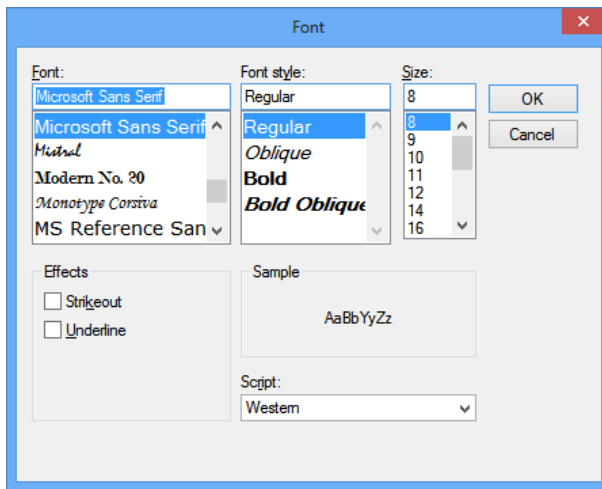 Font
Font:
Microsoft Sans Serif
Microsoft Sans Serif
Mistral
Modern No. 20
Monotype Corsiva
MS Reference San
Font style:
Regular
Regular
Oblique
Bold
Bold Oblique
Size:
8
8
9
10
11
12
14
16
OK
Cancel
Effects
Strikeout
Underline
Sample
AaBbYyZz
Script:
Western